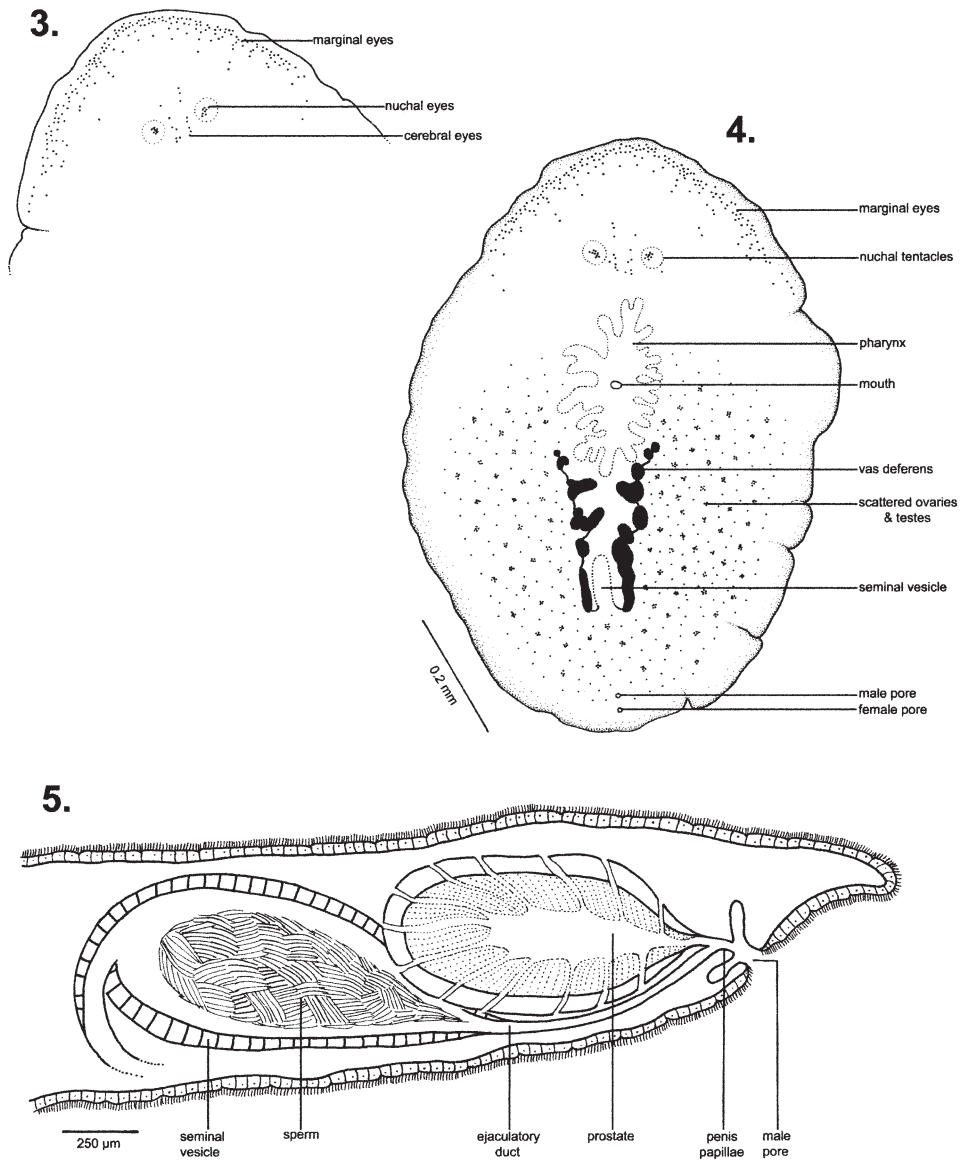 3.
marginal eyes
nuchal eyes
cerebral eyes
4.
marginal eyes
nuchal tentacles
pharynx
mouth
vas deferens
scattered ovaries
& testes
seminal vesicle
0.2 mm
male pore
female pore
5.
250 µm
seminal
vesicle
sperm
ejaculatory
duct
prostate
penis
papillae
male
pore